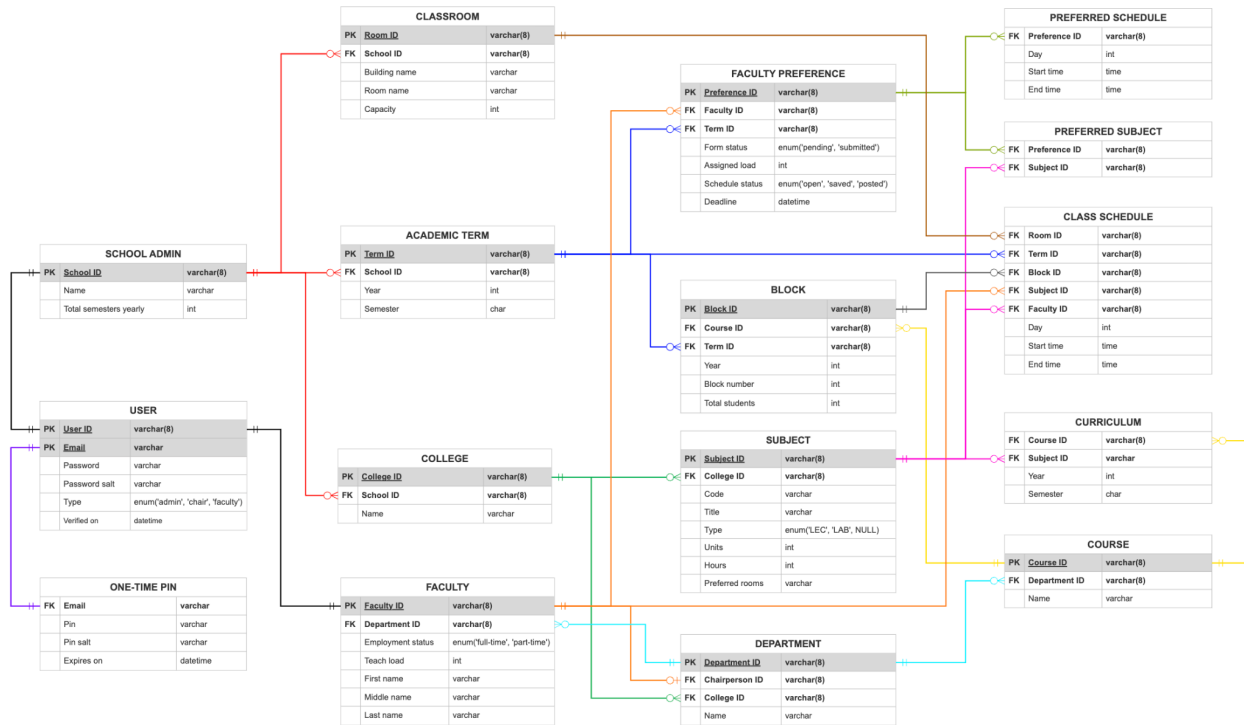 CLASSROOM
PK Room ID varchar(8)
FK School ID varchar(8)
Building name varchar
Room name varchar
Capacity int
PREFERRED SCHEDULE
FK Preference ID varchar(8)
Day int
Start time time
End time time
FACULTY PREFERENCE
PK Preference ID varchar(8)
FK Faculty ID varchar(8)
FK Term ID varchar(8)
Form status enum('pending', 'submitted')
Assigned load int
Schedule status enum('open', 'saved', 'posted')
Deadline datetime
PREFERRED SUBJECT
FK Preference ID varchar(8)
FK Subject ID varchar(8)
SCHOOL ADMIN
PK School ID varchar(8)
Name varchar
Total semesters yearly int
ACADEMIC TERM
PK Term ID varchar(8)
FK School ID varchar(8)
Year int
Semester char
CLASS SCHEDULE
FK Room ID varchar(8)
FK Term ID varchar(8)
FK Block ID varchar(8)
FK Subject ID varchar(8)
FK Faculty ID varchar(8)
Day int
Start time time
End time time
BLOCK
PK Block ID varchar(8)
FK Course ID varchar(8)
FK Term ID varchar(8)
Year int
Block number int
Total students int
USER
PK User ID varchar(8)
PK Email varchar
Password varchar
Password salt varchar
Type enum('admin', 'chair', 'faculty')
Verified on datetime
COLLEGE
PK College ID varchar(8)
FK School ID varchar(8)
Name varchar
SUBJECT
PK Subject ID varchar(8)
FK College ID varchar(8)
Code varchar
Title varchar
Type enum('LEC', 'LAB', NULL)
Units int
Hours int
Preferred rooms varchar
CURRICULUM
FK Course ID varchar(8)
FK Subject ID varchar
Year int
Semester char
COURSE
PK Course ID varchar(8)
FK Department ID varchar(8)
Name varchar
ONE-TIME PIN
FK Email varchar
Pin varchar
Pin salt varchar
Expires on datetime
FACULTY
PK Faculty ID varchar(8)
FK Department ID varchar(8)
Employment status enum('full-time', 'part-time')
Teach load int
First name varchar
Middle name varchar
Last name varchar
DEPARTMENT
PK Department ID varchar(8)
FK Chairperson ID varchar(8)
FK College ID varchar(8)
Name varchar